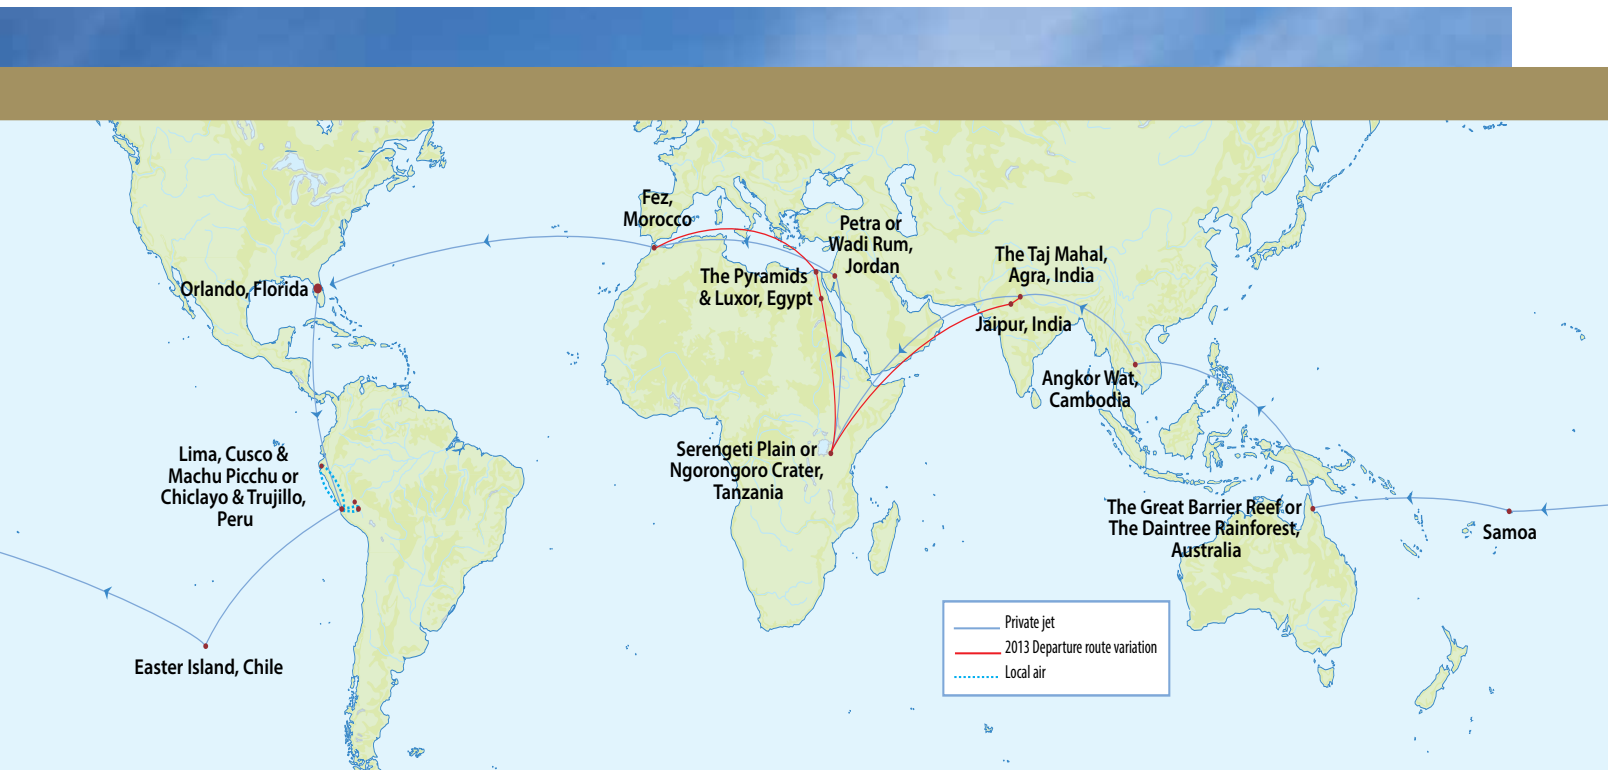 Fez,
Morocco
Petra or
Wadi Rum,
Jordan
The Taj Mahal,
Agra, India
The Pyramids
& Luxor, Egypt
Orlando, Florida
Jaipur, India
Angkor Wat,
Cambodia
Lima, Cusco &
Machu Picchu or
Chiclayo & Trujillo,
Peru
Serengeti Plain or
Ngorongoro Crater,
Tanzania
The Great Barrier Reef or
The Daintree Rainforest,
Australia
Samoa
Easter Island, Chile
Private jet
2013 Departure route variation
Local air